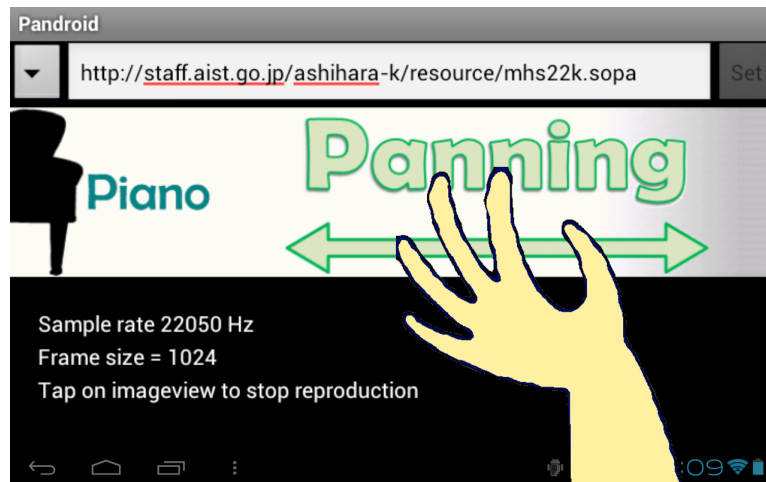 Pandroid
http://staff.aist.go.jp/ashihara-k/resource/mhs22k.sopa Set
Panning
Piano
Sample rate 22050 Hz
Frame size = 1024
Tap on imageview to stop reproduction
:09